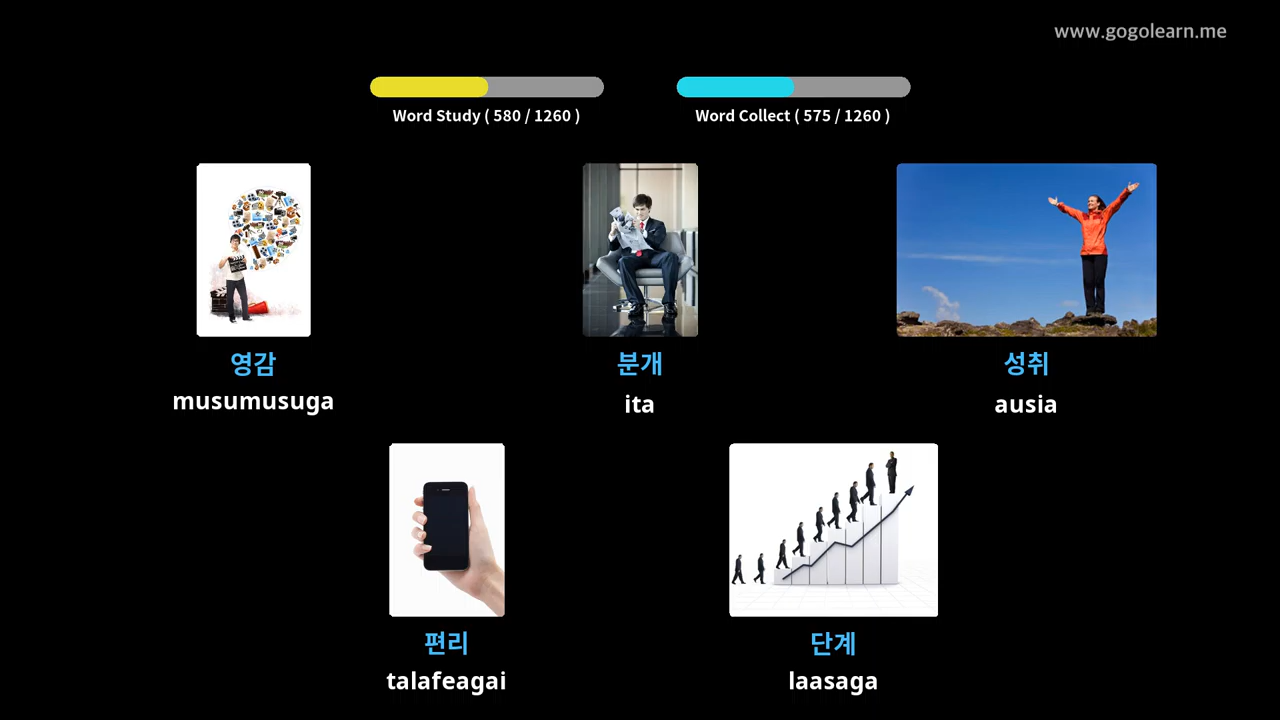 www.gogolearn.me
Word Study ( 580 / 1260 )
Word Collect ( 575 / 1260 )
영감
musumusuga
분개
ita
성취
ausia
편리
talafeagai
단계
laasaga